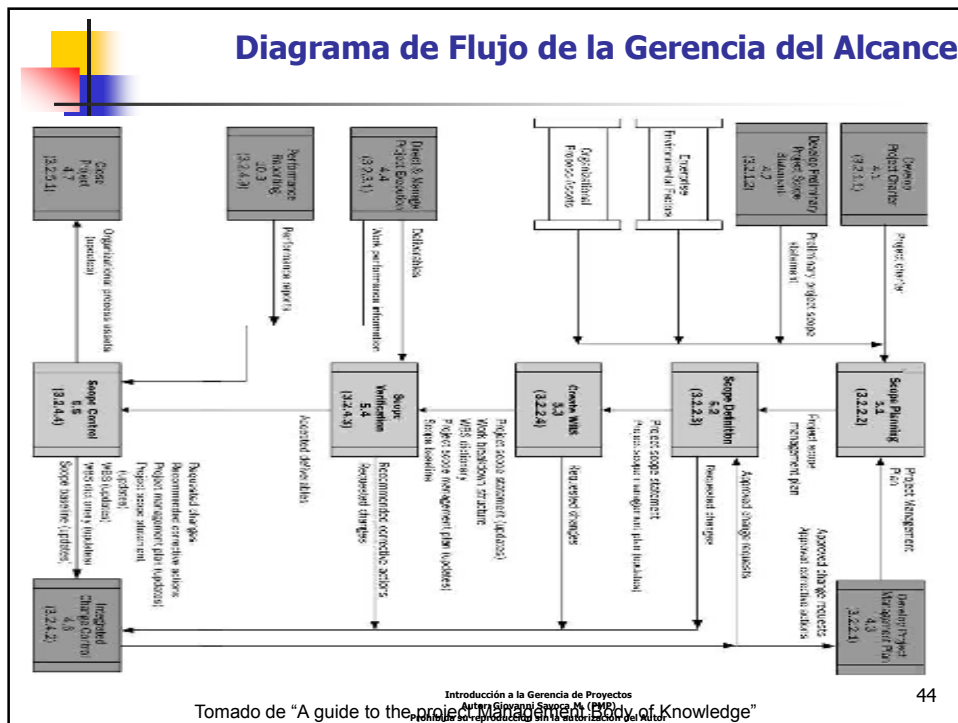 Diagrama de Flujo de la Gerencia del Alcance
Develop
Project Charter
4.1
(3.2.1.1)
Develop Preliminary
Project Scope
Statement
4.2
(3.2.1.2)
Enterprise
Environmental Factors
Organizational
Process Assets
Direct & Manage
Project Execution
4.4
(3.2.3.1)
Performance
Reporting
10.3
(3.2.4.9)
Close
Project
4.7
(3.2.5.1)
Project charter
Preliminary project scope
statement
Deliverables
Work performance information
Performance reports
Organizational process assets
(updates)
Scope Planning
5.1
(3.2.2.2)
Scope Definition
5.2
(3.2.2.3)
Create WBS
5.3
(3.2.2.4)
Scope
Verification
5.4
(3.2.4.3)
Scope Control
5.5
(3.2.4.4)
Project Management
Plan
Project scope
management plan
Approved change requests
Approved corrective actions
Approved change requests
Requested changes
Project scope statement
Project scope management plan (updates)
Requested changes
Project scope statement (updates)
Work breakdown structure
WBS dictionary
Project scope management plan (updates)
Scope baseline
Recommended corrective actions
Requested changes
Accepted deliverables
Requested changes
Recommended corrective actions
Project management plan (updates)
Project scope statement
(updates)
WBS (updates)
WBS dictionary (updates)
Scope baseline (updates)
Develop Project
Management Plan
4.3
(3.2.2.1)
Integrated
Change Control
4.6
(3.2.4.2)
Introducción a la Gerencia de Proyectos
Autor: Giovanni Savoca M. (PMP)
Tomado de “A guide to the project Management Body of Knowledge”
Prohibida su reproducción sin la autorización del Autor
44